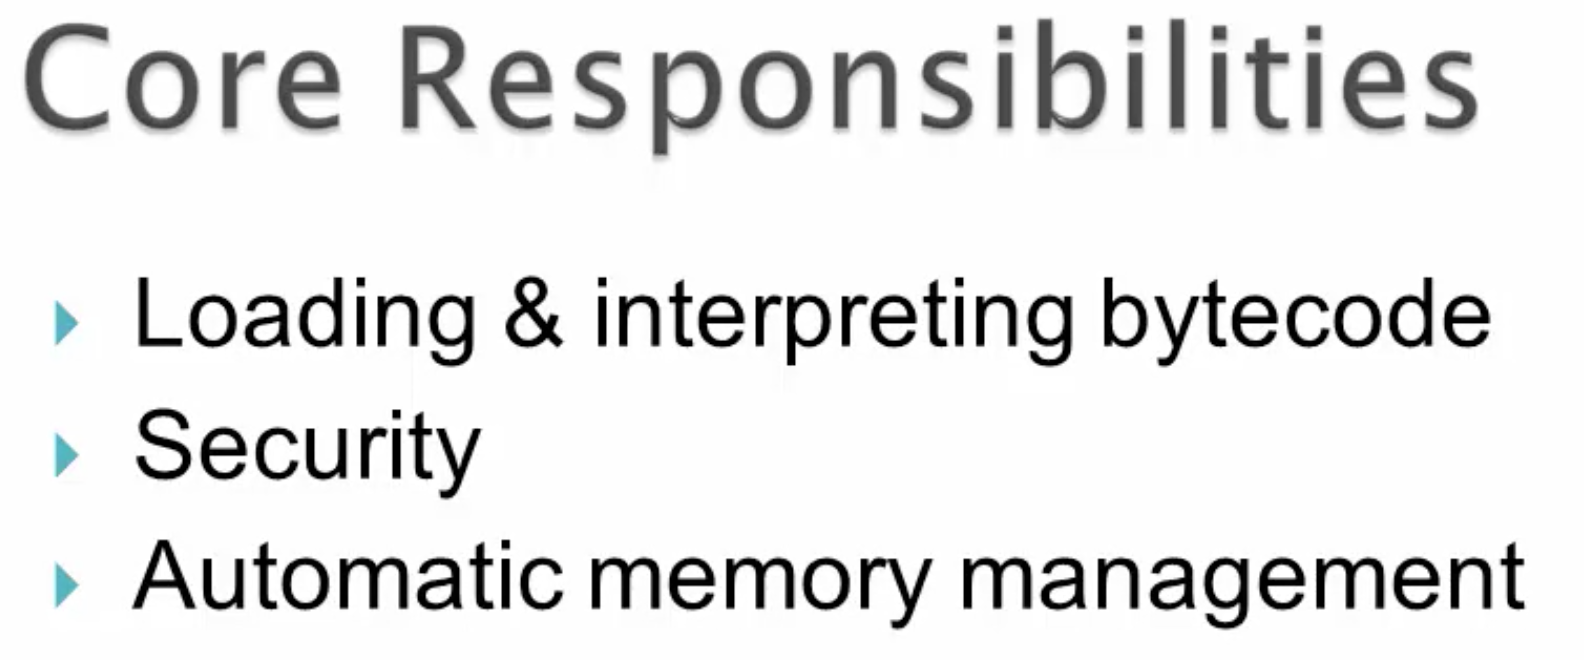 Core Responsibilities
Loading & interpreting bytecode
Security
Automatic memory management